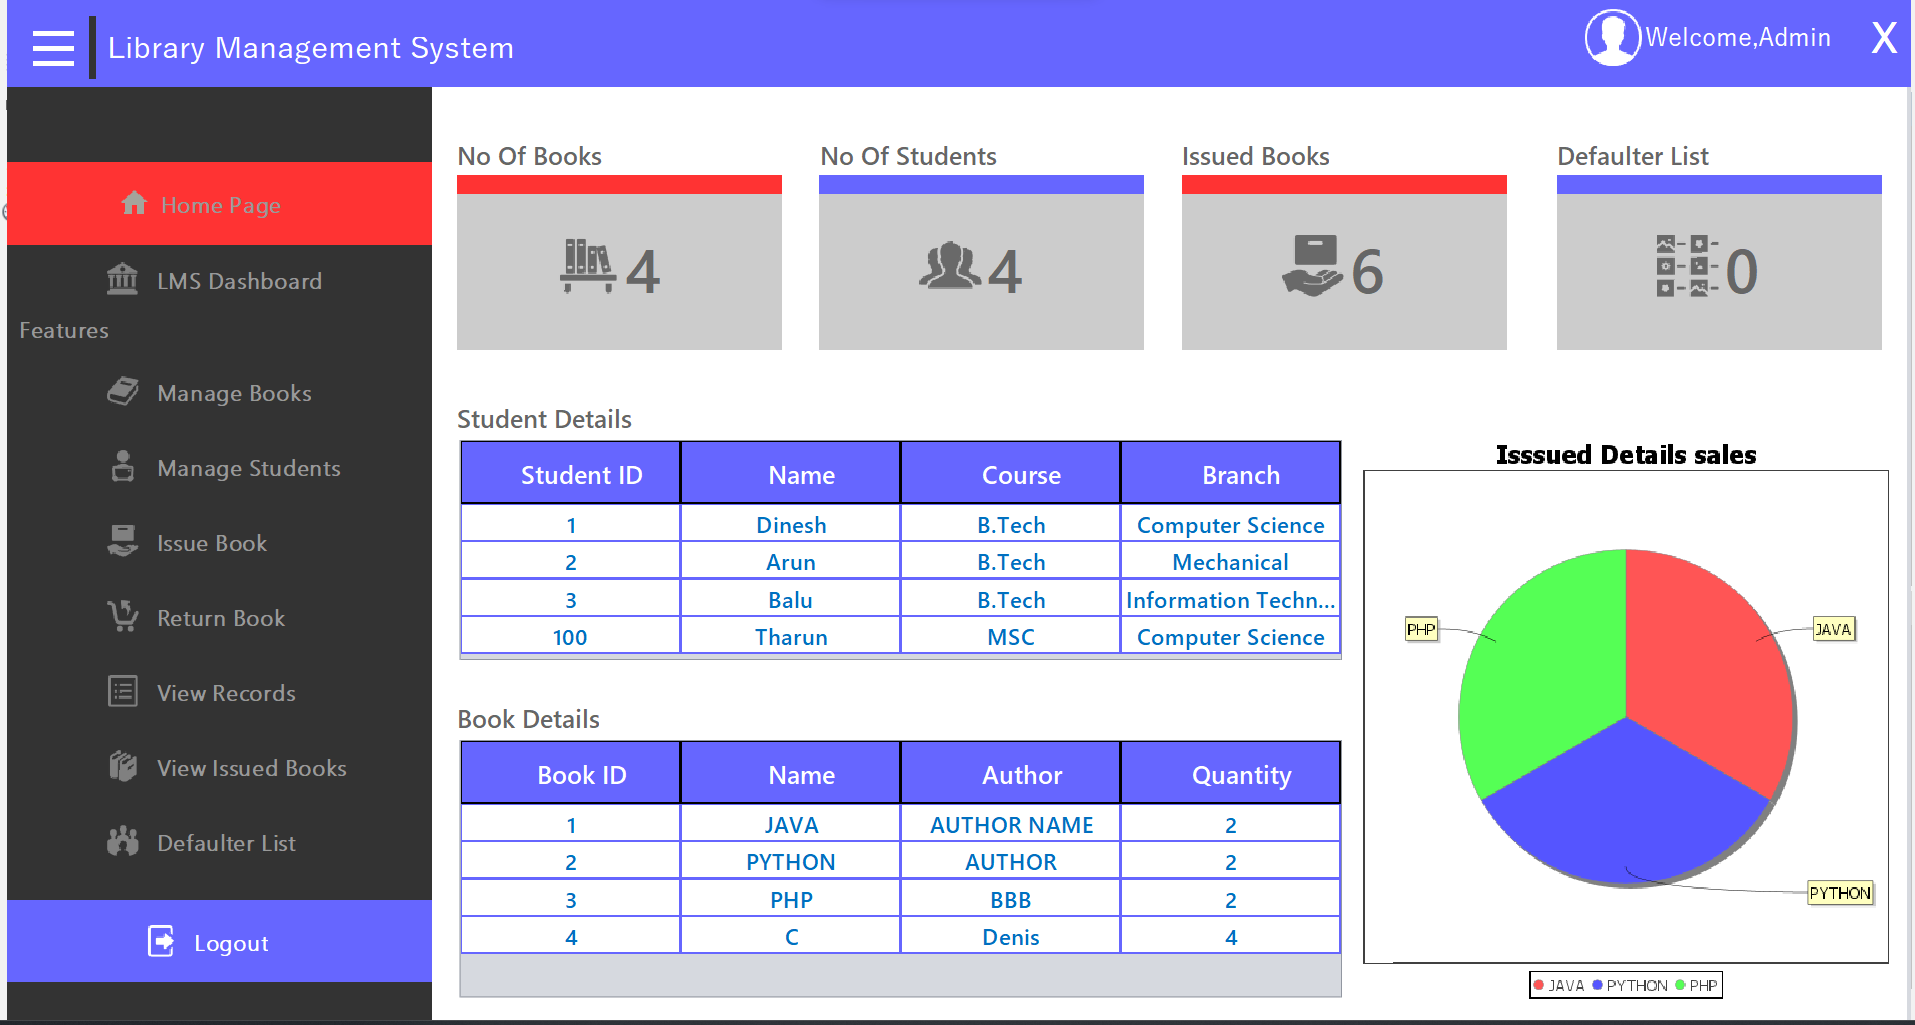 Library Management System
Welcome,Admin
X
Home Page
LMS Dashboard
Features
Manage Books
Manage Students
Issue Book
Return Book
View Records
View Issued Books
Defaulter List
Logout
No Of Books
4
No Of Students
4
Issued Books
6
Defaulter List
0
Student Details
Student ID Name Course Branch
1 Dinesh B.Tech Computer Science
2 Arun B.Tech Mechanical
3 Balu B.Tech Information Techn...
100 Tharun MSC Computer Science
Book Details
Book ID Name Author Quantity
1 JAVA AUTHOR NAME 2
2 PYTHON AUTHOR 2
3 PHP BBB 2
4 C Denis 4
Isssued Details sales
PHP
JAVA
PYTHON
JAVA PYTHON PHP